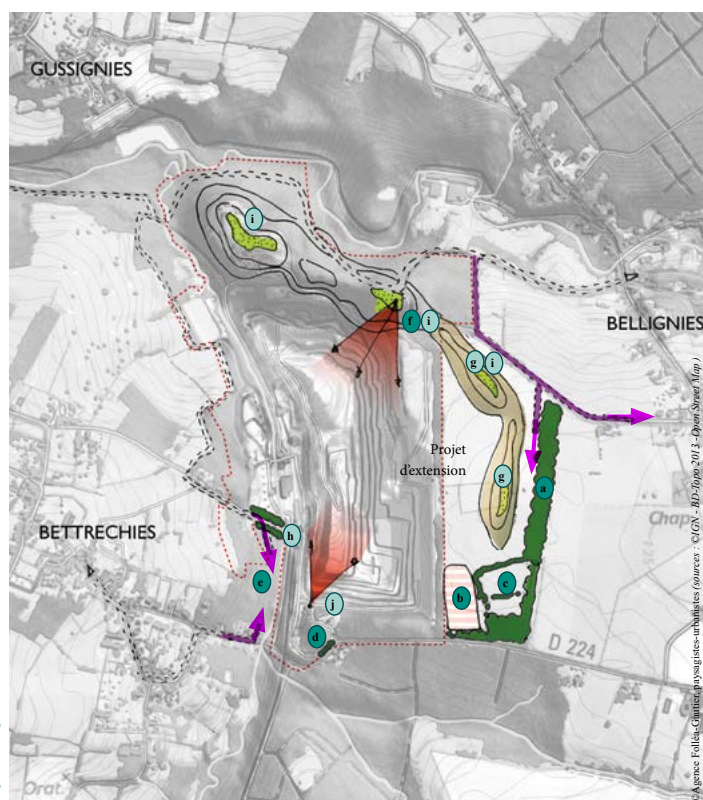 GUSSIGNIES
i
BELLIGNIES
f i
g i
Projet
d'extension
g
a
Chap
BETTRECHIES
h
e
b
c
j
d
D 224
Orat.
©Agence Folléa-Gautier, paysagistes-urbanistes (sources : ©IGN - BD-Topo 2013 -Open Street Map )